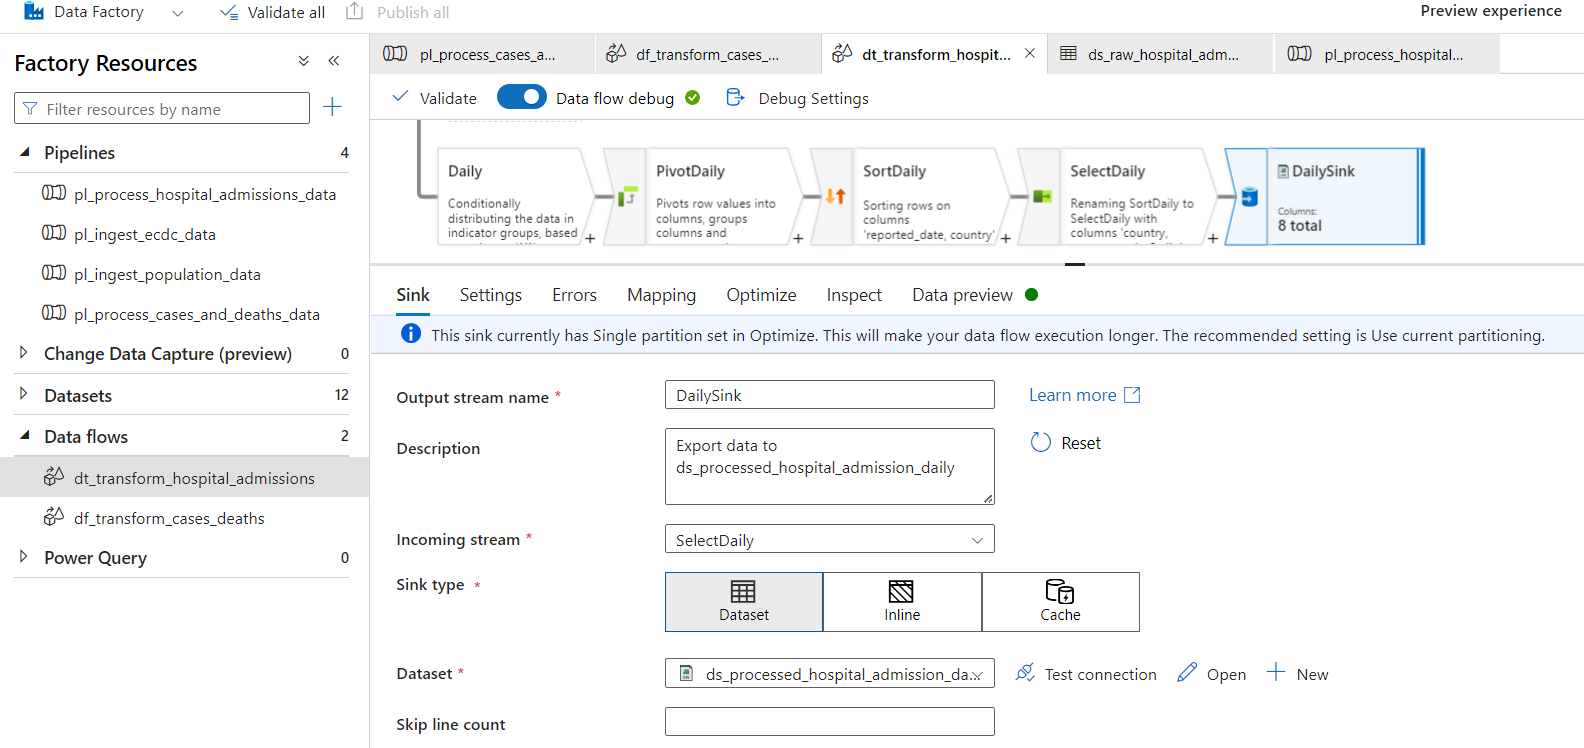 Data Factory
Validate all
Publish all
Preview experience
Factory Resources
Filter resources by name
Pipelines 4
pl_process_hospital_admissions_data
pl_ingest_ecdc_data
pl_ingest_population_data
pl_process_cases_and_deaths_data
Change Data Capture (preview) 0
Datasets 12
Data flows 2
dt_transform_hospital_admissions
df_transform_cases_deaths
Power Query 0
pl_process_cases_a...
df_transform_cases_...
dt_transform_hospit...
ds_raw_hospital_adm...
pl_process_hospital...
Validate
Data flow debug
Debug Settings
Daily
Conditionally
distributing the data in
indicator groups, based
PivotDaily
Pivots row values into
columns, groups
columns and
SortDaily
Sorting rows on
columns
'reported_date, country'
SelectDaily
Renaming SortDaily to
SelectDaily with
columns 'country,
DailySink
Columns:
8 total
Sink
Settings
Errors
Mapping
Optimize
Inspect
Data preview
This sink currently has Single partition set in Optimize. This will make your data flow execution longer. The recommended setting is Use current partitioning.
Output stream name *
DailySink
Learn more
Description
Export data to
ds_processed_hospital_admission_daily
Reset
Incoming stream *
SelectDaily
Sink type *
Dataset
Inline
Cache
Dataset *
ds_processed_hospital_admission_da...
Test connection
Open
New
Skip line count